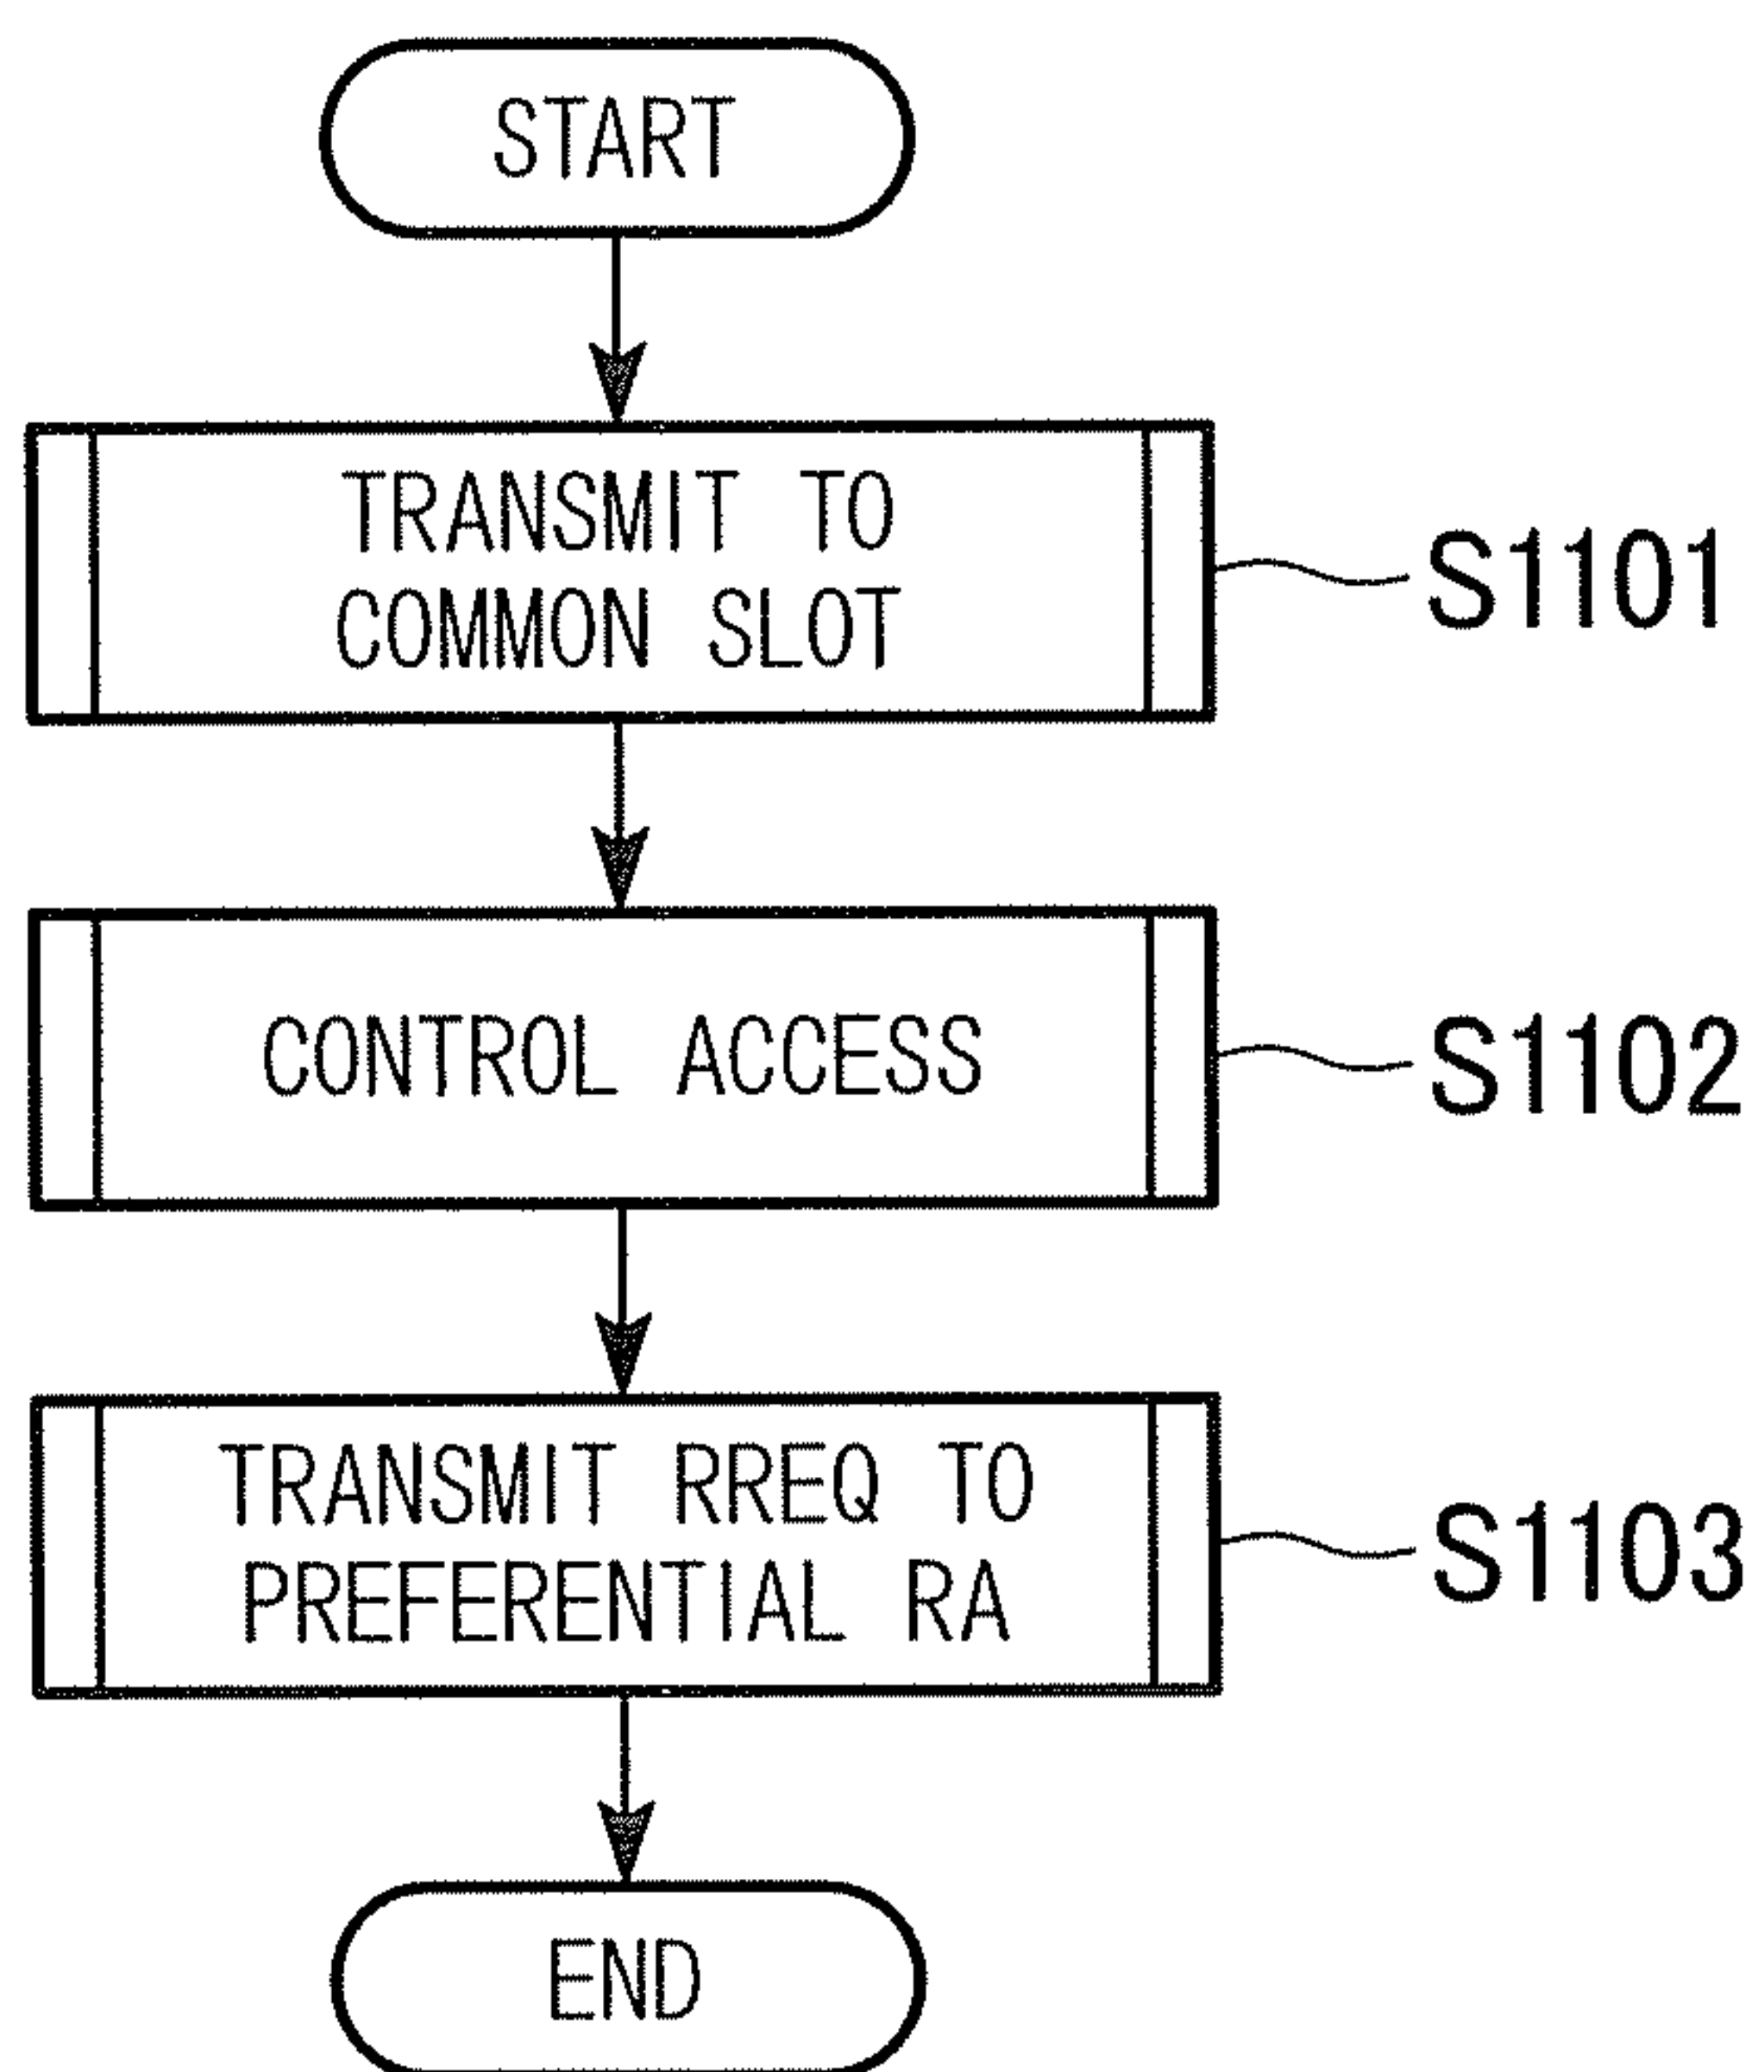 START
TRANSMIT TO
COMMON SLOT
S1101
CONTROL ACCESS
S1102
TRANSMIT RREQ TO
PREFERENTIAL RA
S1103
END